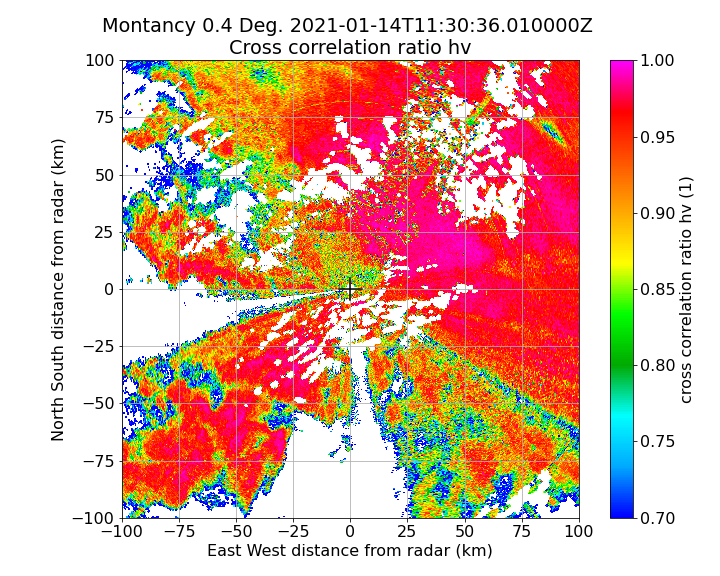 Montancy 0.4 Deg. 2021-01-14T11:30:36.010000Z
Cross correlation ratio hv
100
75
50
25
0
−25
−50
−75
−100
−100 −75 −50 −25 0 25 50 75 100
North South distance from radar (km)
East West distance from radar (km)
1.00
0.95
0.90
0.85
0.80
0.75
0.70
cross correlation ratio hv (1)